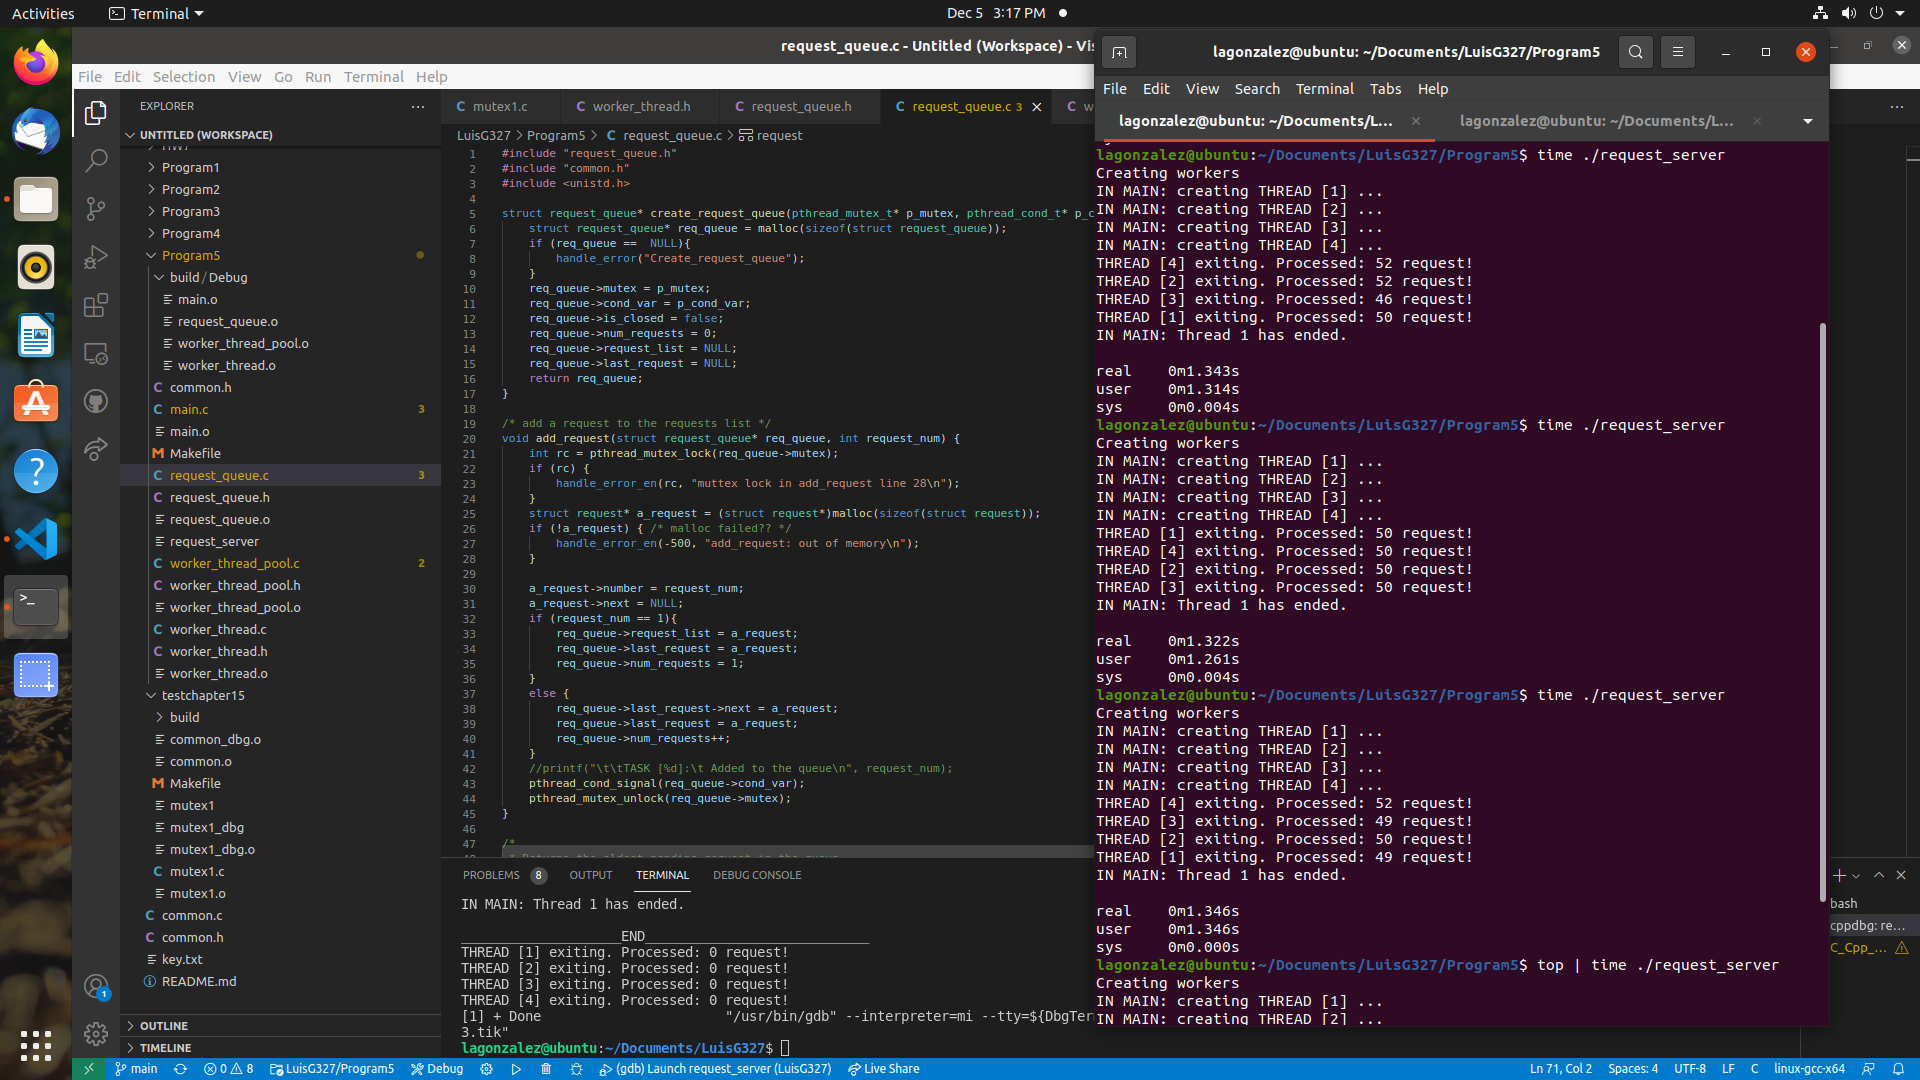 Activities
Terminal
Dec 5 3:17 PM
request_queue.c - Untitled (Workspace) - Vis
File Edit Selection View Go Run Terminal Help
EXPLORER
UNTITLED (WORKSPACE)
Program1
Program2
Program3
Program4
Program5
build/Debug
main.o
request_queue.o
worker_thread_pool.o
worker_thread.o
common.h
main.c 3
main.o
Makefile
request_queue.c 3
request_queue.h
request_queue.o
request_server
worker_thread_pool.c 2
worker_thread_pool.h
worker_thread_pool.o
worker_thread.c
worker_thread.h
worker_thread.o
testchapter15
build
common_dbg.o
common.o
Makefile
mutex1
mutex1_dbg
mutex1_dbg.o
mutex1.c
mutex1.o
common.c
common.h
key.txt
README.md
OUTLINE
TIMELINE
mutex1.c
worker_thread.h
request_queue.h
request_queue.c 3
LuisG327 > Program5 > request_queue.c > request
1 #include "request_queue.h"
2 #include "common.h"
3 #include <unistd.h>
4
5 struct request_queue* create_request_queue(pthread_mutex_t* p_mutex, pthread_cond_t* p_c
6 struct request_queue* req_queue = malloc(sizeof(struct request_queue));
7 if (req_queue ==  NULL){
8 handle_error("Create_request_queue");
9 }
10 req_queue->mutex = p_mutex;
11 req_queue->cond_var = p_cond_var;
12 req_queue->is_closed = false;
13 req_queue->num_requests = 0;
14 req_queue->request_list = NULL;
15 req_queue->last_request = NULL;
16 return req_queue;
17 }
18
19 /* add a request to the requests list */
20 void add_request(struct request_queue* req_queue, int request_num) {
21 int rc = pthread_mutex_lock(req_queue->mutex);
22 if (rc) {
23 handle_error_en(rc, "muttex lock in add_request line 28\n");
24 }
25 struct request* a_request = (struct request*)malloc(sizeof(struct request));
26 if (!a_request) { /* malloc failed?? */
27 handle_error_en(-500, "add_request: out of memory\n");
28 }
29
30 a_request->number = request_num;
31 a_request->next = NULL;
32 if (request_num == 1){
33 req_queue->request_list = a_request;
34 req_queue->last_request = a_request;
35 req_queue->num_requests = 1;
36 }
37 else {
38 req_queue->last_request->next = a_request;
39 req_queue->last_request = a_request;
40 req_queue->num_requests++;
41 }
42 //printf("\t\tTASK [%d]:\t Added to the queue\n", request_num);
43 pthread_cond_signal(req_queue->cond_var);
44 pthread_mutex_unlock(req_queue->mutex);
45 }
46
47 /*
PROBLEMS 8 OUTPUT TERMINAL DEBUG CONSOLE
IN MAIN: Thread 1 has ended.
____________________END____________________________
THREAD [1] exiting. Processed: 0 request!
THREAD [2] exiting. Processed: 0 request!
THREAD [3] exiting. Processed: 0 request!
THREAD [4] exiting. Processed: 0 request!
[1] + Done "/usr/bin/gdb" --interpreter=mi --tty=${DbgTer
3.tik"
lagonzalez@ubuntu:~/Documents/LuisG327$
bash
cppdbg: re...
C_Cpp_...
lagonzalez@ubuntu: ~/Documents/LuisG327/Program5
File Edit View Search Terminal Tabs Help
lagonzalez@ubuntu: ~/Documents/L...
lagonzalez@ubuntu: ~/Documents/L...
lagonzalez@ubuntu:~/Documents/LuisG327/Program5$ time ./request_server
Creating workers
IN MAIN: creating THREAD [1] ...
IN MAIN: creating THREAD [2] ...
IN MAIN: creating THREAD [3] ...
IN MAIN: creating THREAD [4] ...
THREAD [4] exiting. Processed: 52 request!
THREAD [2] exiting. Processed: 52 request!
THREAD [3] exiting. Processed: 46 request!
THREAD [1] exiting. Processed: 50 request!
IN MAIN: Thread 1 has ended.
real 0m1.343s
user 0m1.314s
sys 0m0.004s
lagonzalez@ubuntu:~/Documents/LuisG327/Program5$ time ./request_server
Creating workers
IN MAIN: creating THREAD [1] ...
IN MAIN: creating THREAD [2] ...
IN MAIN: creating THREAD [3] ...
IN MAIN: creating THREAD [4] ...
THREAD [1] exiting. Processed: 50 request!
THREAD [4] exiting. Processed: 50 request!
THREAD [2] exiting. Processed: 50 request!
THREAD [3] exiting. Processed: 50 request!
IN MAIN: Thread 1 has ended.
real 0m1.322s
user 0m1.261s
sys 0m0.004s
lagonzalez@ubuntu:~/Documents/LuisG327/Program5$ time ./request_server
Creating workers
IN MAIN: creating THREAD [1] ...
IN MAIN: creating THREAD [2] ...
IN MAIN: creating THREAD [3] ...
IN MAIN: creating THREAD [4] ...
THREAD [4] exiting. Processed: 52 request!
THREAD [3] exiting. Processed: 49 request!
THREAD [2] exiting. Processed: 50 request!
THREAD [1] exiting. Processed: 49 request!
IN MAIN: Thread 1 has ended.
real 0m1.346s
user 0m1.346s
sys 0m0.000s
lagonzalez@ubuntu:~/Documents/LuisG327/Program5$ top | time ./request_server
Creating workers
IN MAIN: creating THREAD [1] ...
IN MAIN: creating THREAD [2] ...
main 0 8 LuisG327/Program5 Debug (gdb) Launch request_server (LuisG327) Live Share
Ln 71, Col 2 Spaces: 4 UTF-8 LF C linux-gcc-x64